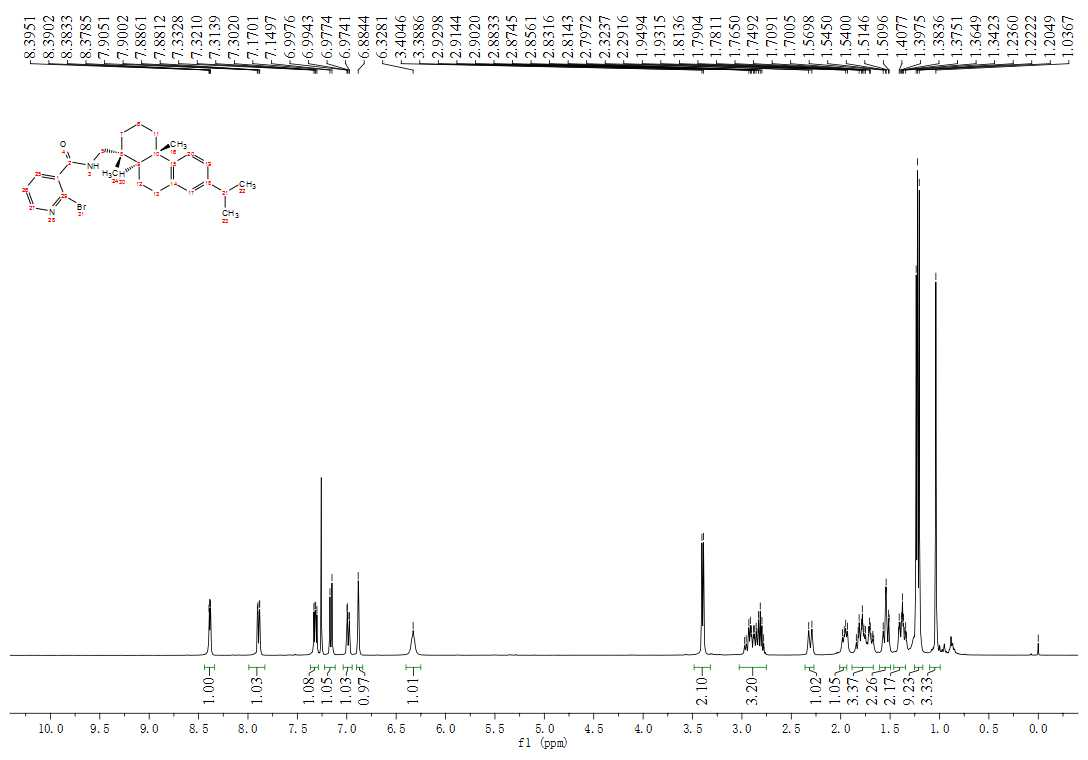 8.3951 8.3902 8.3833 8.3785 7.9051 7.9002 7.8861 7.8812 7.3328 7.3210 7.3139 7.3020 7.1701 7.1497 6.9976 6.9943 6.9774 6.9741 6.8844 6.3281 3.4046 3.3886 2.9298 2.9144 2.9020 2.8833 2.8745 2.8561 2.8316 2.8143 2.7972 2.3237 2.2916 1.9494 1.9315 1.8136 1.7904 1.7811 1.7650 1.7492 1.7091 1.7005 1.5698 1.5450 1.5400 1.5146 1.5096 1.4077 1.3975 1.3836 1.3751 1.3649 1.3423 1.2360 1.2222 1.2049 1.0367
O
NH
H₃C
CH₃
CH₃
CH₃
N
Br
1.00 1.03 1.08 1.05 1.03 0.97 1.01 2.10 3.20 1.02 1.05 3.37 2.26 2.17 9.23 3.33
10.0 9.5 9.0 8.5 8.0 7.5 7.0 6.5 6.0 5.5 5.0 4.5 4.0 3.5 3.0 2.5 2.0 1.5 1.0 0.5 0.0
f1 (ppm)